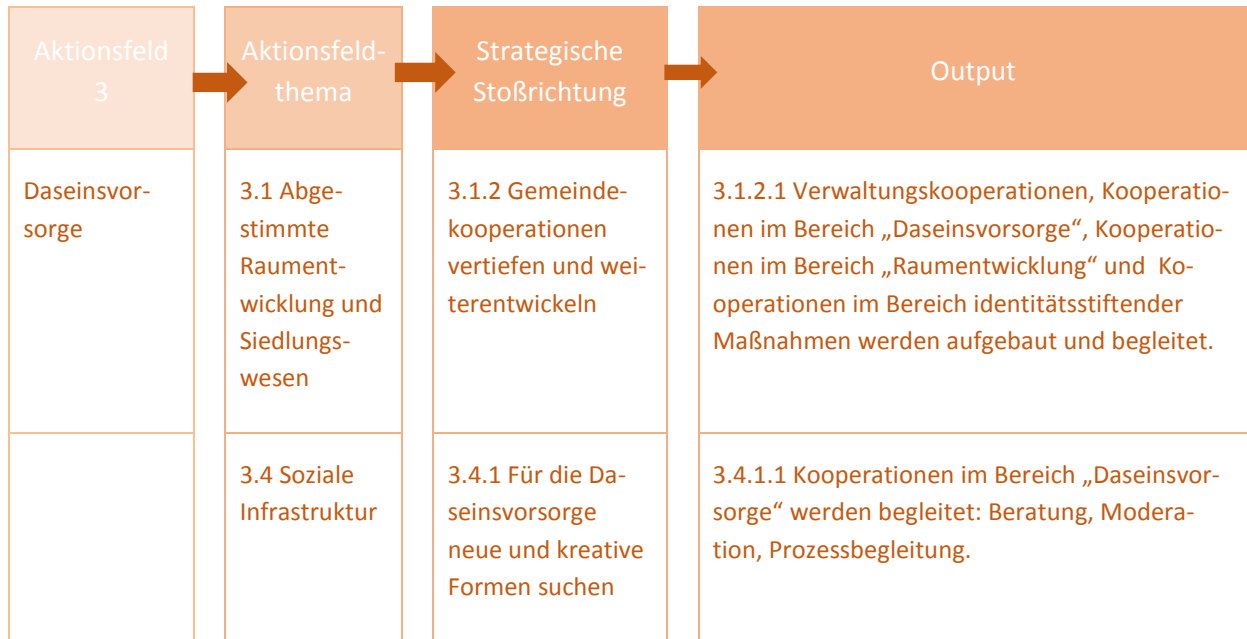 Aktionsfeld
3
Aktionsfeld-
thema
Strategische
Stoßrichtung
Output
Daseinsvor-
sorge
3.1 Abge-
stimmte
Raument-
wicklung und
Siedlungs-
wesen
3.1.2 Gemeinde-
kooperationen
vertiefen und wei-
terentwickeln
3.1.2.1 Verwaltungskooperationen, Kooperatio-
nen im Bereich „Daseinsvorsorge“, Kooperatio-
nen im Bereich „Raumentwicklung“ und Ko-
operationen im Bereich identitätsstiftender
Maßnahmen werden aufgebaut und begleitet.
3.4 Soziale
Infrastruktur
3.4.1 Für die Da-
seinsvorsorge
neue und kreative
Formen suchen
3.4.1.1 Kooperationen im Bereich „Daseinsvor-
sorge“ werden begleitet: Beratung, Modera-
tion, Prozessbegleitung.